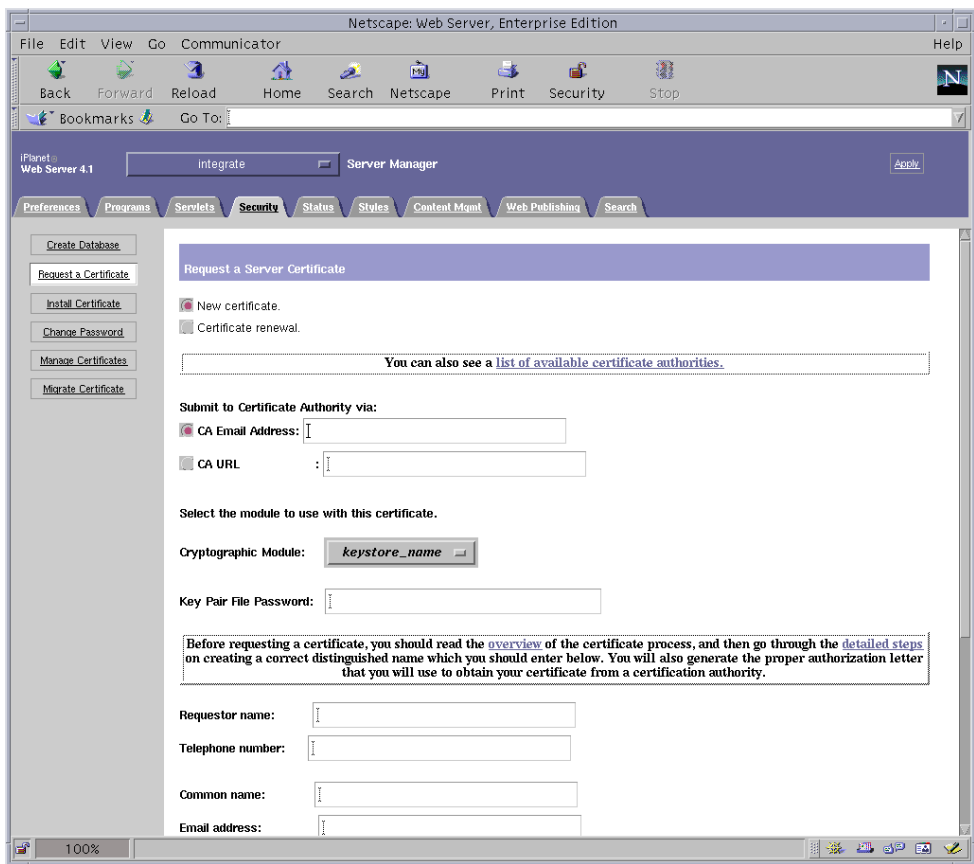 Netscape: Web Server, Enterprise Edition
File Edit View Go Communicator Help
Back Forward Reload Home Search Netscape Print Security Stop
My
N
Bookmarks Go To:
iPlanet
Web Server 4.1
integrate
Server Manager
Apply
Preferences Programs Servlets Security Status Styles Content Mgmt Web Publishing Search
Create Database
Request a Certificate
Install Certificate
Change Password
Manage Certificates
Migrate Certificate
Request a Server Certificate
New certificate.
Certificate renewal.
You can also see a list of available certificate authorities.
Submit to Certificate Authority via:
CA Email Address:
CA URL :
Select the module to use with this certificate.
Cryptographic Module: keystore_name
Key Pair File Password:
Before requesting a certificate, you should read the overview of the certificate process, and then go through the detailed steps
on creating a correct distinguished name which you should enter below. You will also generate the proper authorization letter
that you will use to obtain your certificate from a certification authority.
Requestor name:
Telephone number:
Common name:
Email address:
100%